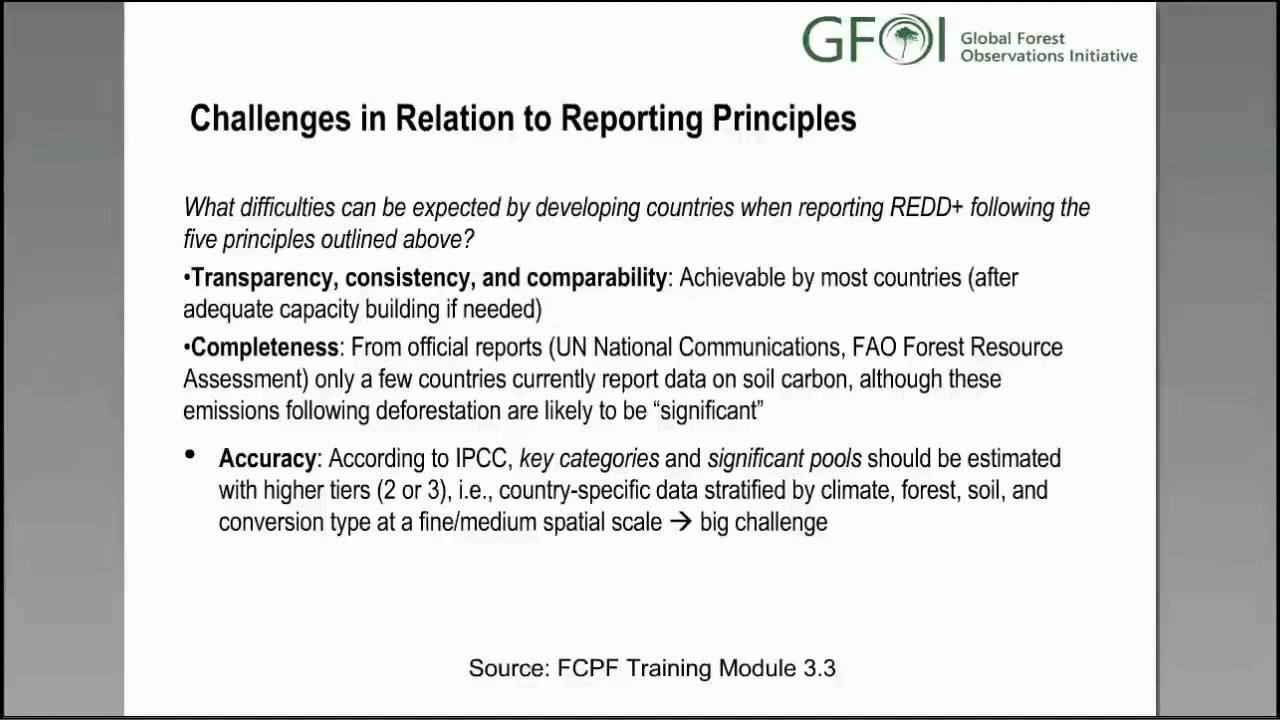 GFOI Global Forest
Observations Initiative
Challenges in Relation to Reporting Principles
What difficulties can be expected by developing countries when reporting REDD+ following the
five principles outlined above?
•Transparency, consistency, and comparability: Achievable by most countries (after
adequate capacity building if needed)
•Completeness: From official reports (UN National Communications, FAO Forest Resource
Assessment) only a few countries currently report data on soil carbon, although these
emissions following deforestation are likely to be “significant”
• Accuracy: According to IPCC, key categories and significant pools should be estimated
with higher tiers (2 or 3), i.e., country-specific data stratified by climate, forest, soil, and
conversion type at a fine/medium spatial scale → big challenge
Source: FCPF Training Module 3.3